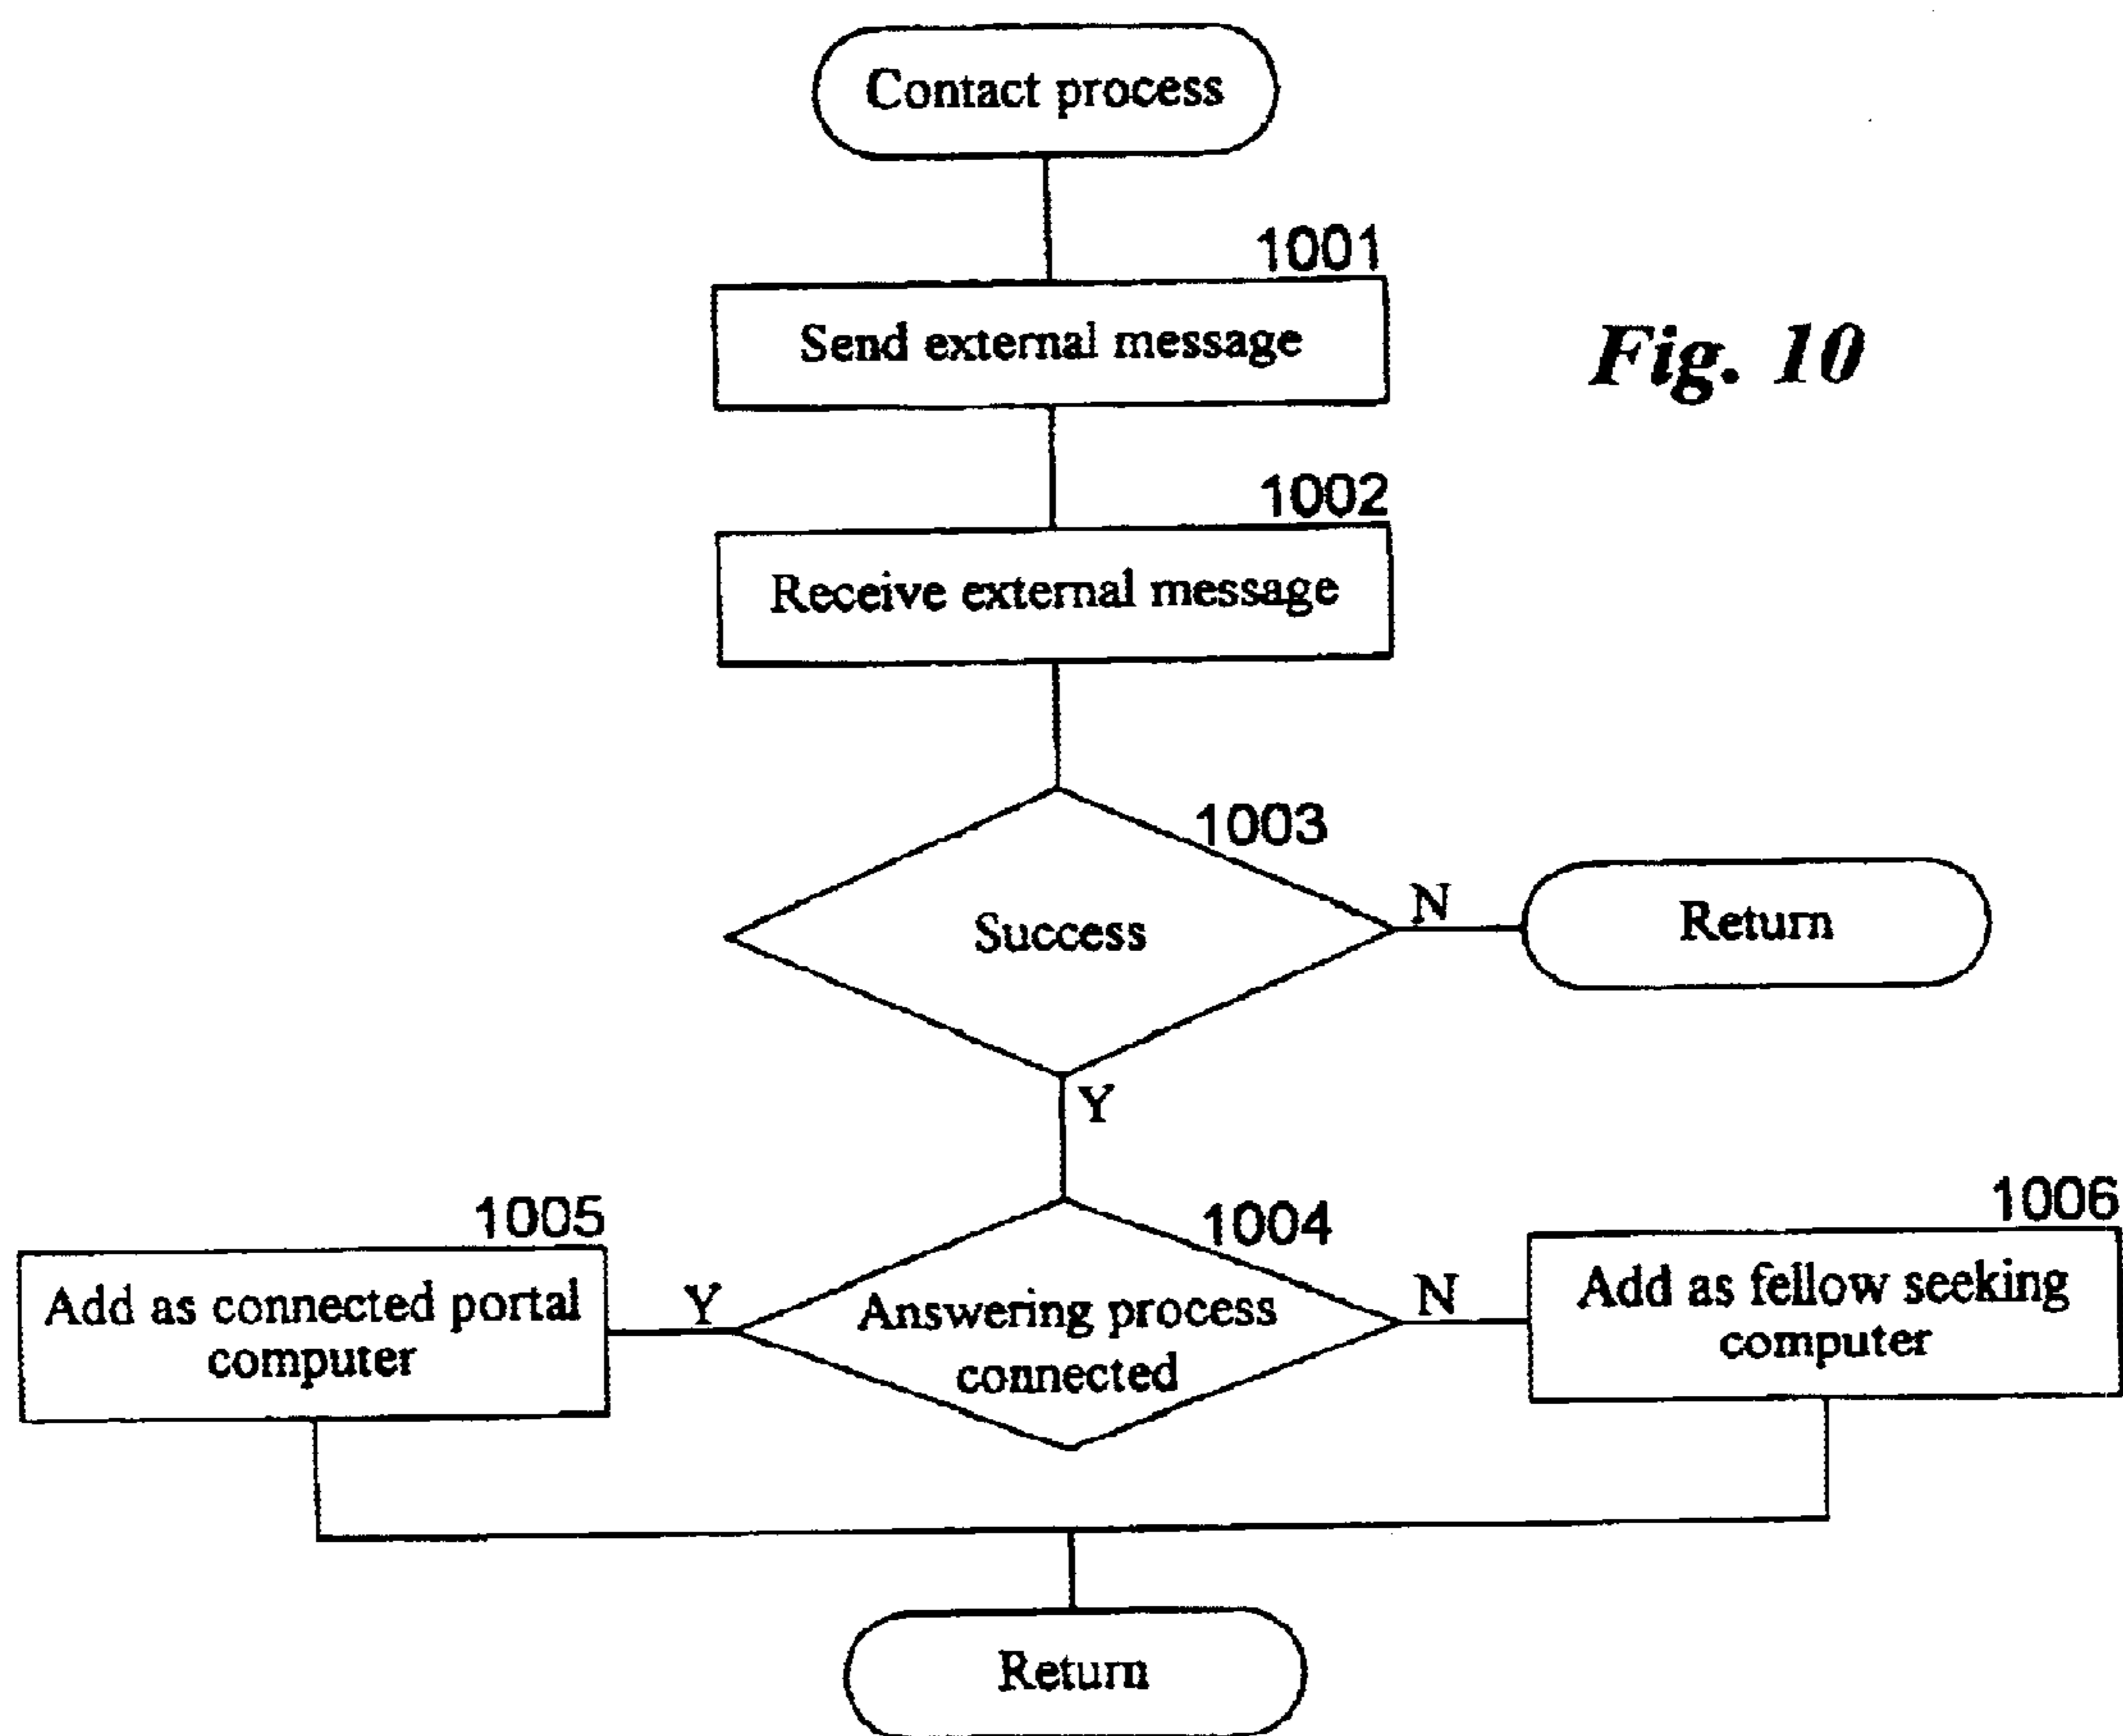 Contact process
1001
Send external message
Fig. 10
1002
Receive external message
1003
Success
N
Return
Y
1005
Add as connected portal
computer
Y
1004
Answering process
connected
N
1006
Add as fellow seeking
computer
Return